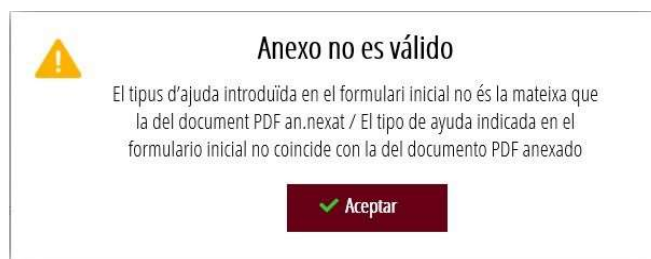 Anexo no es válido
El tipus d'ajuda introduïda en el formulari inicial no és la mateixa que
la del document PDF an.nexat / El tipo de ayuda indicada en el
formulario inicial no coincide con la del documento PDF anexado
Aceptar